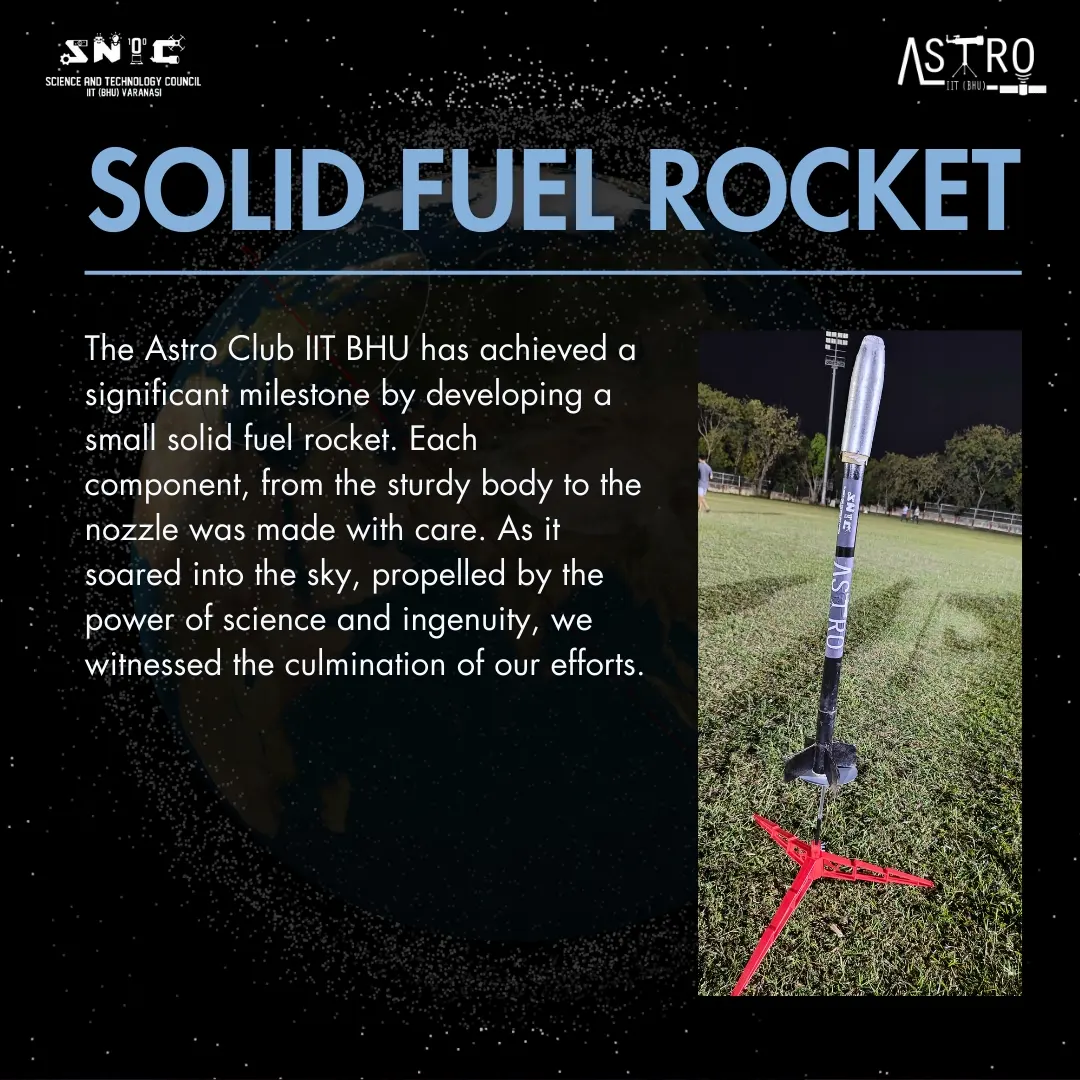 SNTC
SCIENCE AND TECHNOLOGY COUNCIL
IIT (BHU) VARANASI
ASTRO
IIT (BHU)
SOLID FUEL ROCKET
The Astro Club IIT BHU has achieved a
significant milestone by developing a
small solid fuel rocket. Each
component, from the sturdy body to the
nozzle was made with care. As it
soared into the sky, propelled by the
power of science and ingenuity, we
witnessed the culmination of our efforts.
SNTC
ASTRO